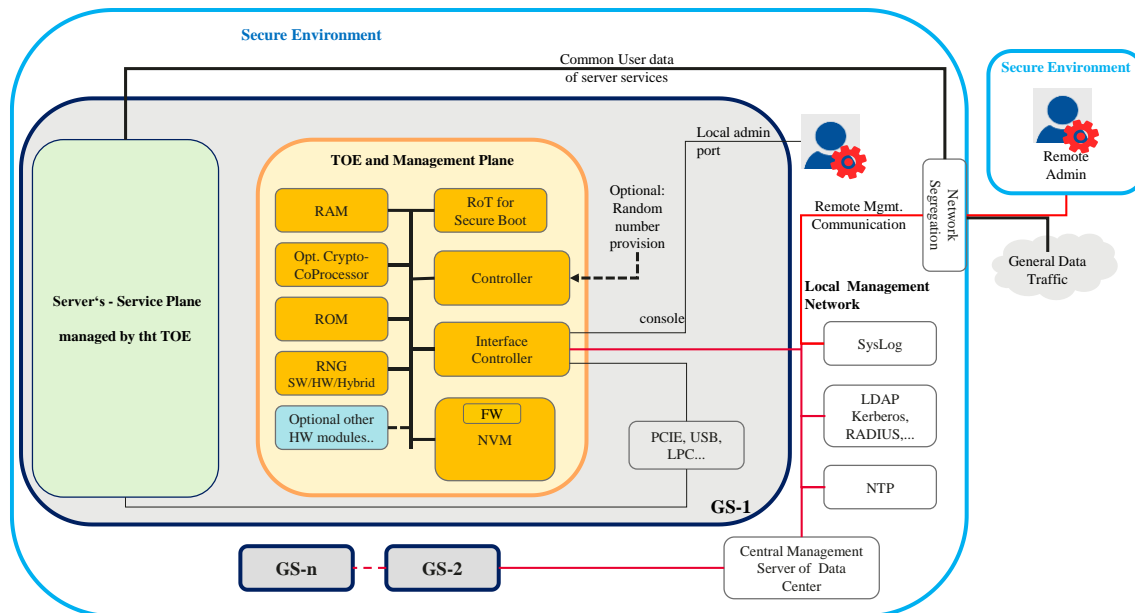 Secure Environment
Common User data
of server services
Secure Environment
Remote
Admin
Local admin
port
TOE and Management Plane
RAM
RoT for
Secure Boot
Optional:
Random
number
provision
Opt. Crypto-
CoProcessor
Controller
Network
Segregation
Remote Mgmt.
Communication
General Data
Traffic
Server‘s - Service Plane
managed by tht TOE
ROM
Interface
Controller
console
Local Management
Network
SysLog
RNG
SW/HW/Hybrid
Optional other
HW modules..
FW
NVM
PCIE, USB,
LPC...
LDAP
Kerberos,
RADIUS,...
NTP
GS-1
GS-n
GS-2
Central Management
Server of Data
Center